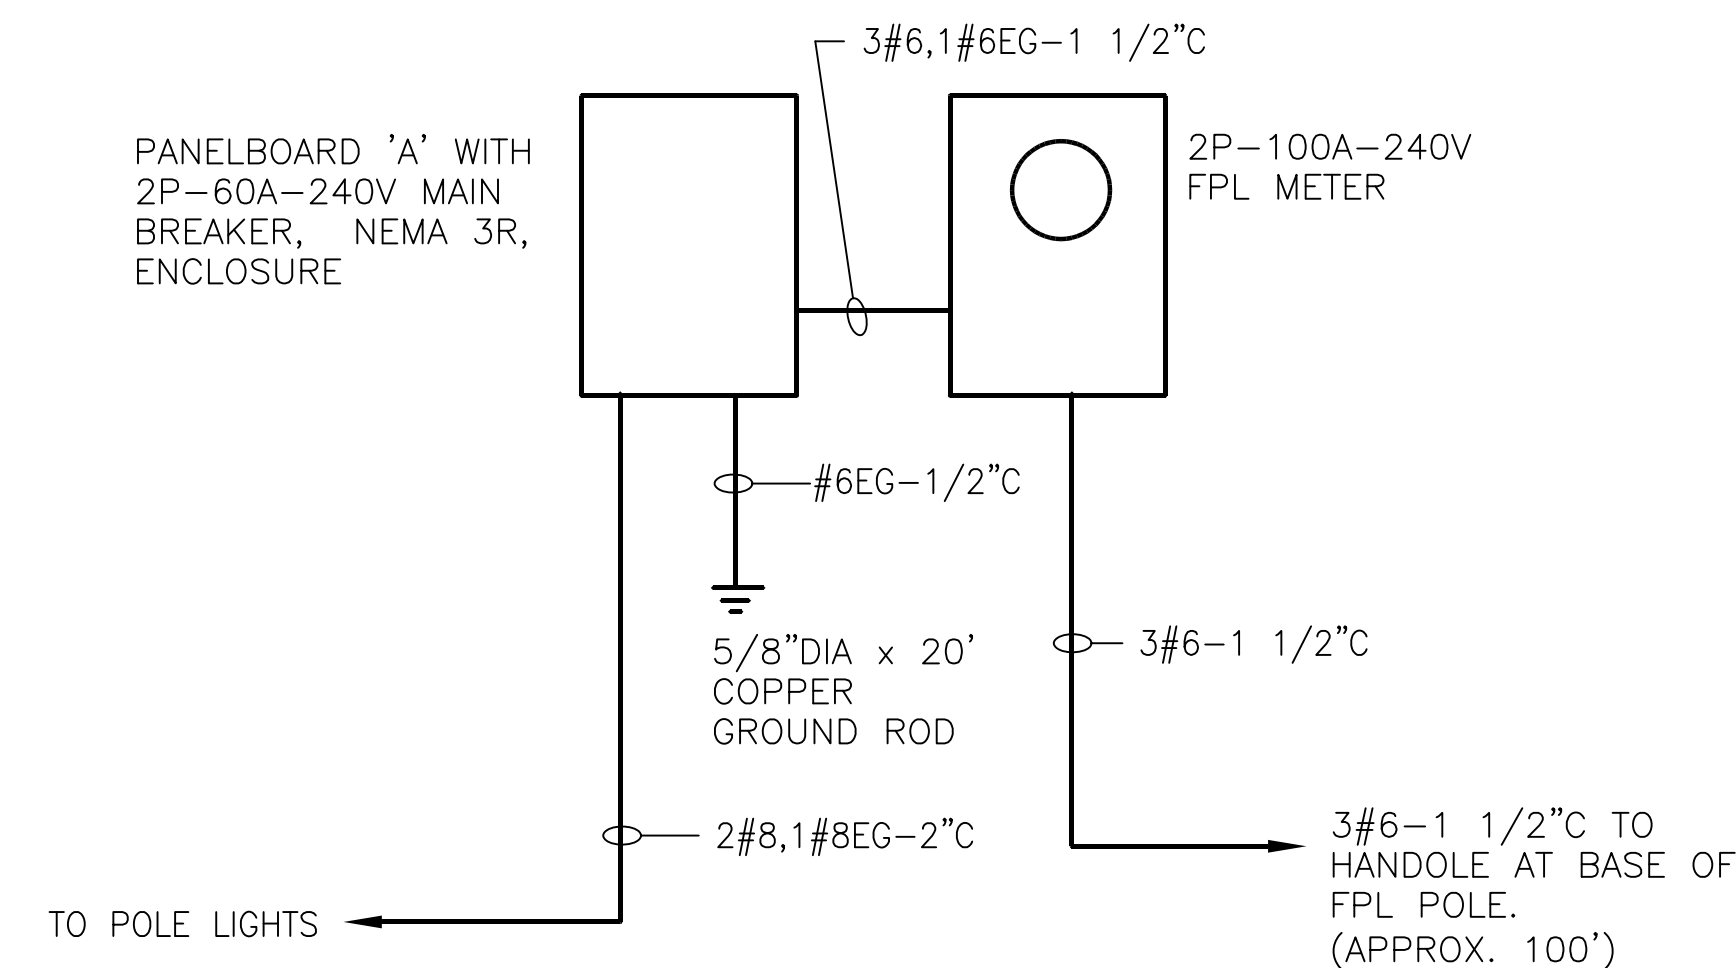 3#6,1#6EG-1 1/2"C
PANELBOARD 'A' WITH
2P-60A-240V MAIN
BREAKER, NEMA 3R,
ENCLOSURE
2P-100A-240V
FPL METER
#6EG-1/2"C
5/8"DIA x 20'
COPPER
GROUND ROD
3#6-1 1/2"C
2#8,1#8EG-2"C
TO POLE LIGHTS
3#6-1 1/2"C TO
HANDOLE AT BASE OF
FPL POLE.
(APPROX. 100')